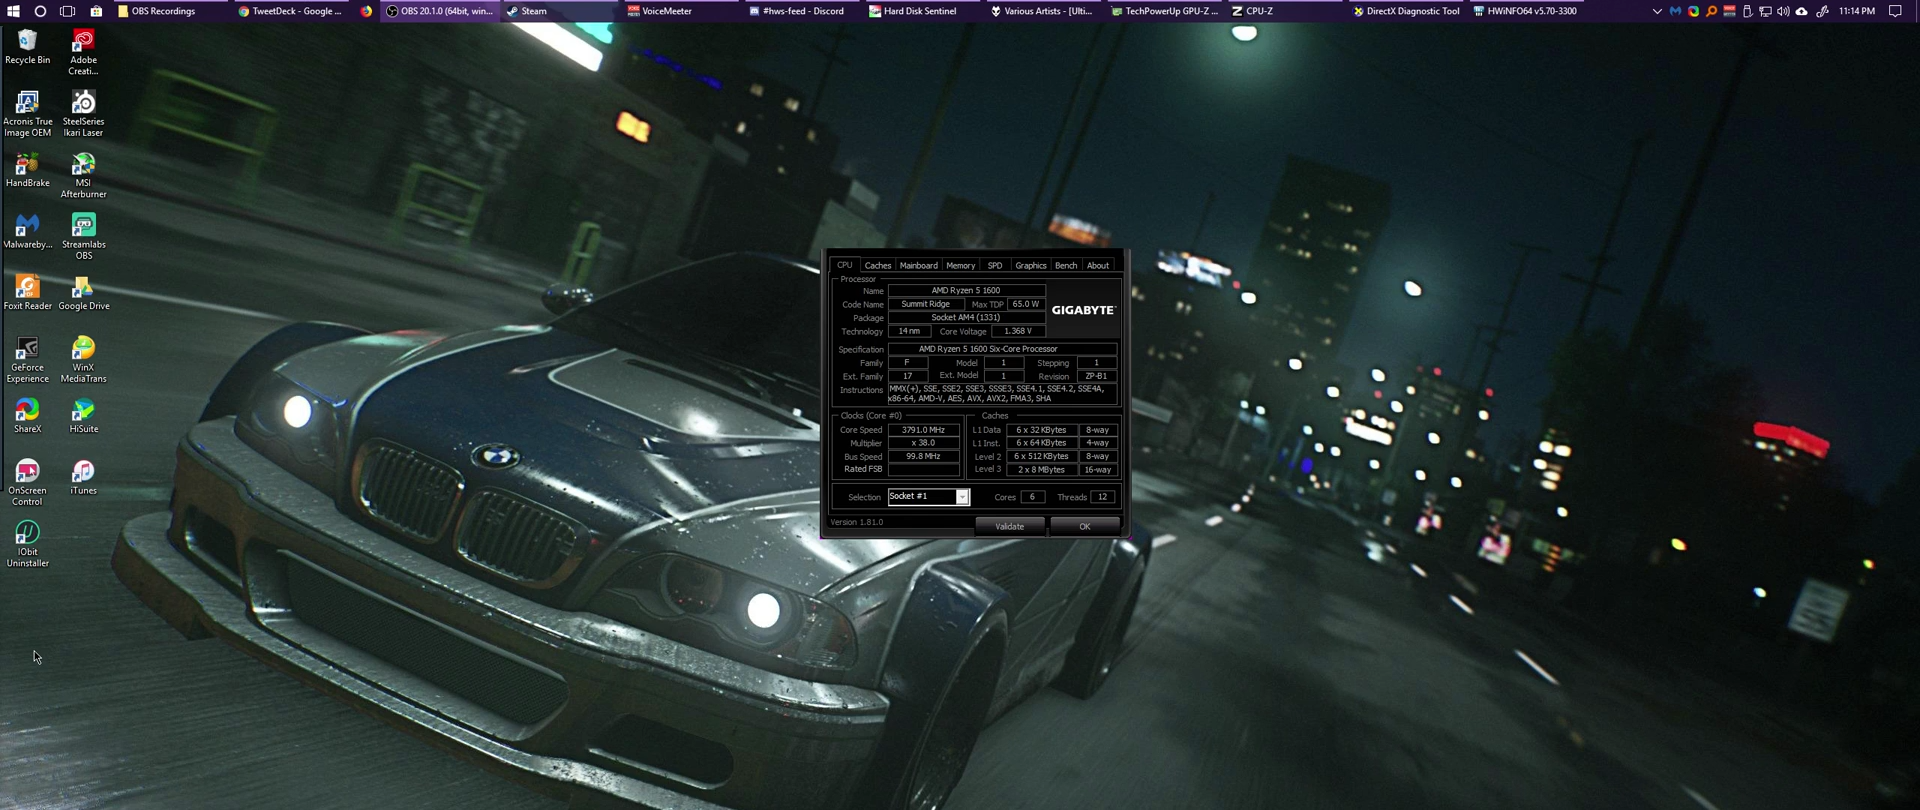 OBS Recordings
TweetDeck - Google ...
OBS 20.1.0 (64bit, win...
Steam
VoiceMeeter
#hws-feed - Discord
Hard Disk Sentinel
Various Artists - [Ulti...
TechPowerUp GPU-Z ...
CPU-Z
DirectX Diagnostic Tool
HWiNFO64 v5.70-3300
11:14 PM
Recycle Bin
Adobe
Creati...
Acronis True
Image OEM
SteelSeries
Ikari Laser
HandBrake
MSI
Afterburner
Malwareby...
Streamlabs
OBS
Foxit Reader
Google Drive
GeForce
Experience
WinX
MediaTrans
ShareX
HiSuite
OnScreen
Control
iTunes
IObit
Uninstaller
CPU Caches Mainboard Memory SPD Graphics Bench About
Processor
Name AMD Ryzen 5 1600
Code Name Summit Ridge Max TDP 65.0 W
GIGABYTE
Package Socket AM4 (1331)
Technology 14 nm Core Voltage 1.368 V
Specification AMD Ryzen 5 1600 Six-Core Processor
Family F Model 1 Stepping 1
Ext. Family 17 Ext. Model 1 Revision ZP-B1
Instructions MMX(+), SSE, SSE2, SSE3, SSSE3, SSE4.1, SSE4.2, SSE4A,
x86-64, AMD-V, AES, AVX, AVX2, FMA3, SHA
Clocks (Core #0) Caches
Core Speed 3791.0 MHz L1 Data 6 x 32 KBytes 8-way
Multiplier x 38.0 L1 Inst. 6 x 64 KBytes 4-way
Bus Speed 99.8 MHz Level 2 6 x 512 KBytes 8-way
Rated FSB Level 3 2 x 8 MBytes 16-way
Selection Socket #1 Cores 6 Threads 12
Version 1.81.0 Validate OK